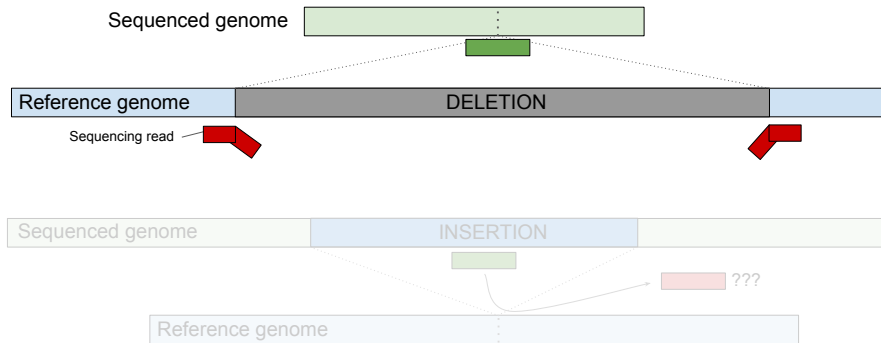 Sequenced genome
Reference genome
DELETION
Sequencing read
Sequenced genome
INSERTION
???
Reference genome